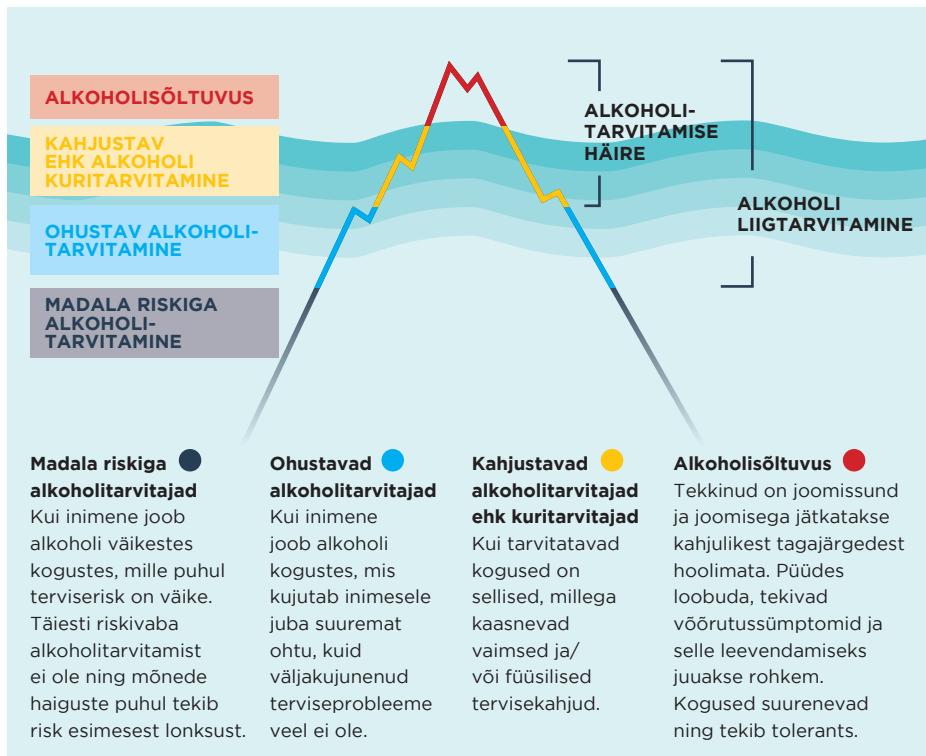 ALKOHOLISÕLTUVUS
KAHJUSTAV
EHK ALKOHOLI
KURITARVITAMINE
OHUSTAV ALKOHOLI-
TARVITAMINE
MADALA RISKIGA
ALKOHOLI-
TARVITAMINE
ALKOHOLI-
TARVITAMISE
HÄIRE
ALKOHOLI
LIIGTARVITAMINE
Madala riskiga
alkoholitarvitajad
Kui inimene joob
alkoholi väikestes
kogustes, mille puhul
terviserisk on väike.
Täiesti riskivaba
alkoholitarvitamist
ei ole ning mõnede
haiguste puhul tekib
risk esimesest lonksust.
Ohustavad
alkoholitarvitajad
Kui inimene
joob alkoholi
kogustes, mis
kujutab inimesele
juba suuremat
ohtu, kuid
väljakujunenud
terviseprobleeme
veel ei ole.
Kahjustavad
alkoholitarvitajad
ehk kuritarvitajad
Kui tarvitatavad
kogused on
sellised, millega
kaasnevad
vaimsed ja/
või füüsilised
tervisekahjud.
Alkoholisõltuvus
Tekkinud on joomissund
ja joomisega jätkatakse
kahjulikest tagajärgedest
hoolimata. Püüdes
loobuda, tekivad
võõrutussümptomid ja
selle leevendamiseks
juuakse rohkem.
Kogused suurenevad
ning tekib tolerants.